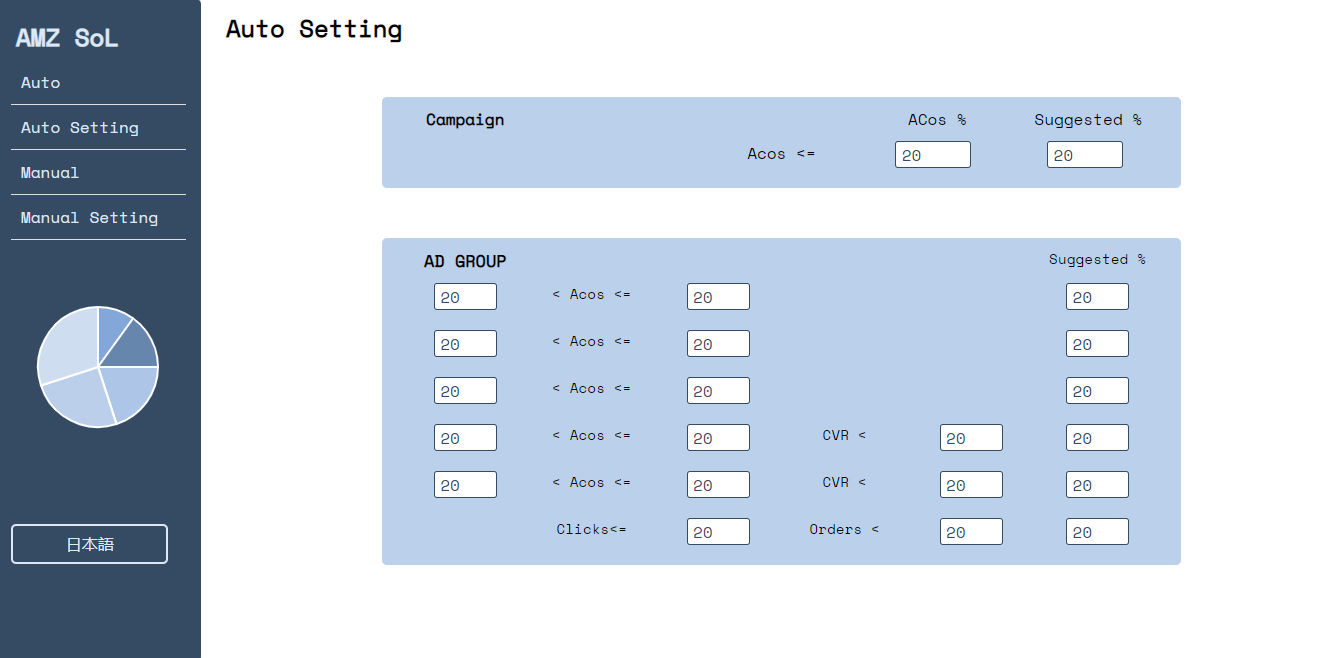 AMZ SoL
Auto
Auto Setting
Manual
Manual Setting
日本語
Auto Setting
Campaign ACos % Suggested %
Acos <= 20 20
AD GROUP Suggested %
20 < Acos <= 20 20
20 < Acos <= 20 20
20 < Acos <= 20 20
20 < Acos <= 20 CVR < 20 20
20 < Acos <= 20 CVR < 20 20
Clicks<= 20 Orders < 20 20